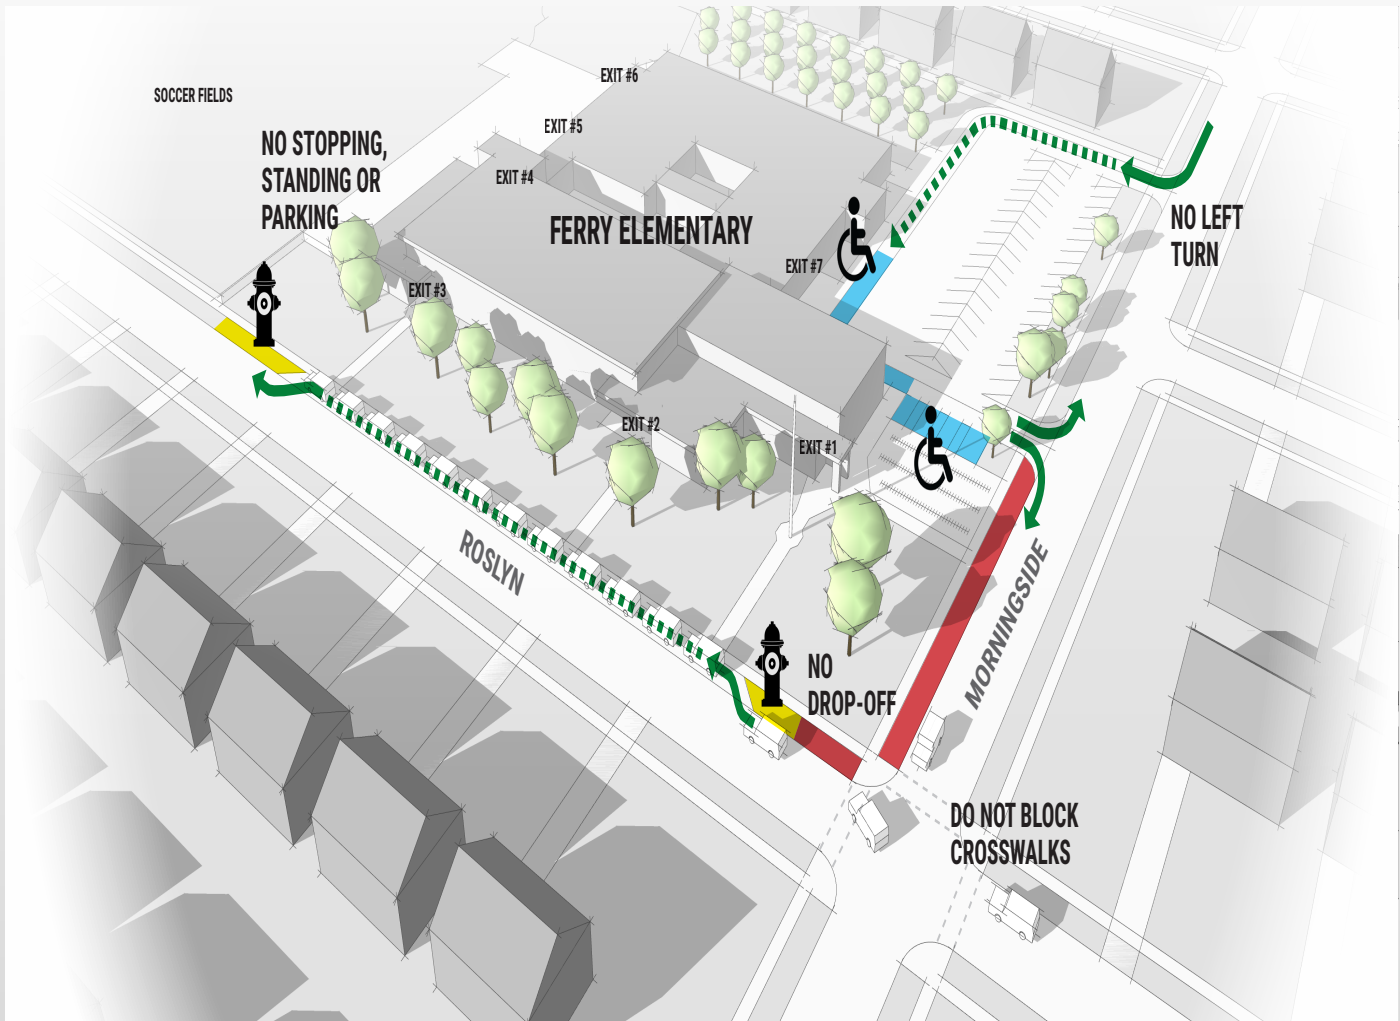 EXIT #6
SOCCER FIELDS
EXIT #5
NO STOPPING,
STANDING OR
PARKING
EXIT #4
FERRY ELEMENTARY
NO LEFT
TURN
EXIT #7
EXIT #3
EXIT #2
EXIT #1
ROSLYN
MORNINGSIDE
NO
DROP-OFF
DO NOT BLOCK
CROSSWALKS